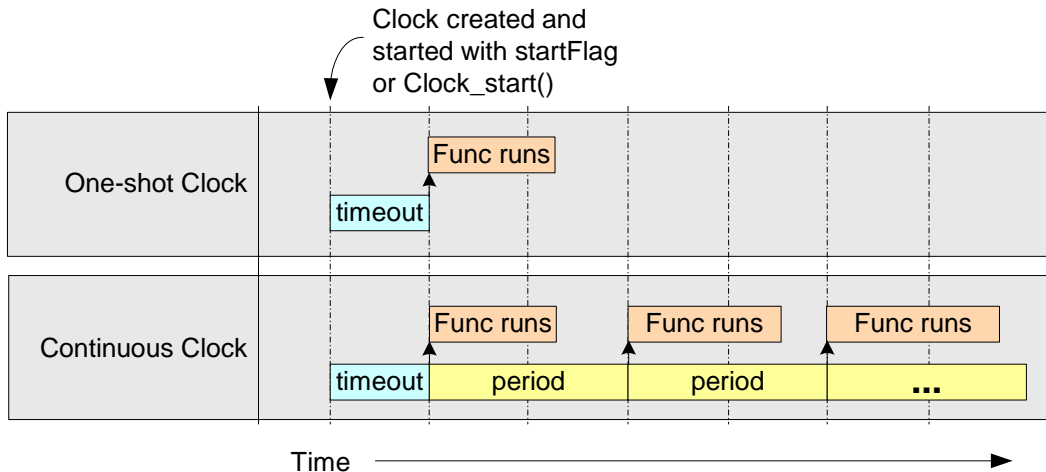 Clock created and
started with startFlag
or Clock_start()
One-shot Clock
Func runs
timeout
Continuous Clock
Func runs Func runs Func runs
timeout period period ...
Time